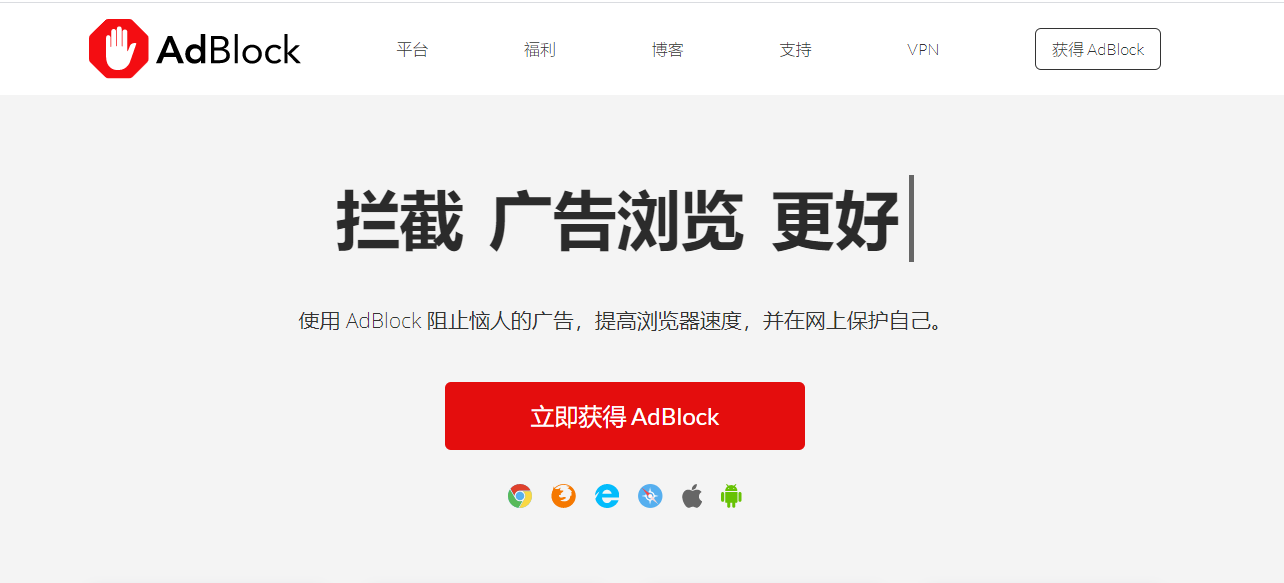 AdBlock 平台 福利 博客 支持 VPN 获得 AdBlock
拦截 广告浏览 更好
使用 AdBlock 阻止恼人的广告，提高浏览器速度，并在网上保护自己。
立即获得 AdBlock